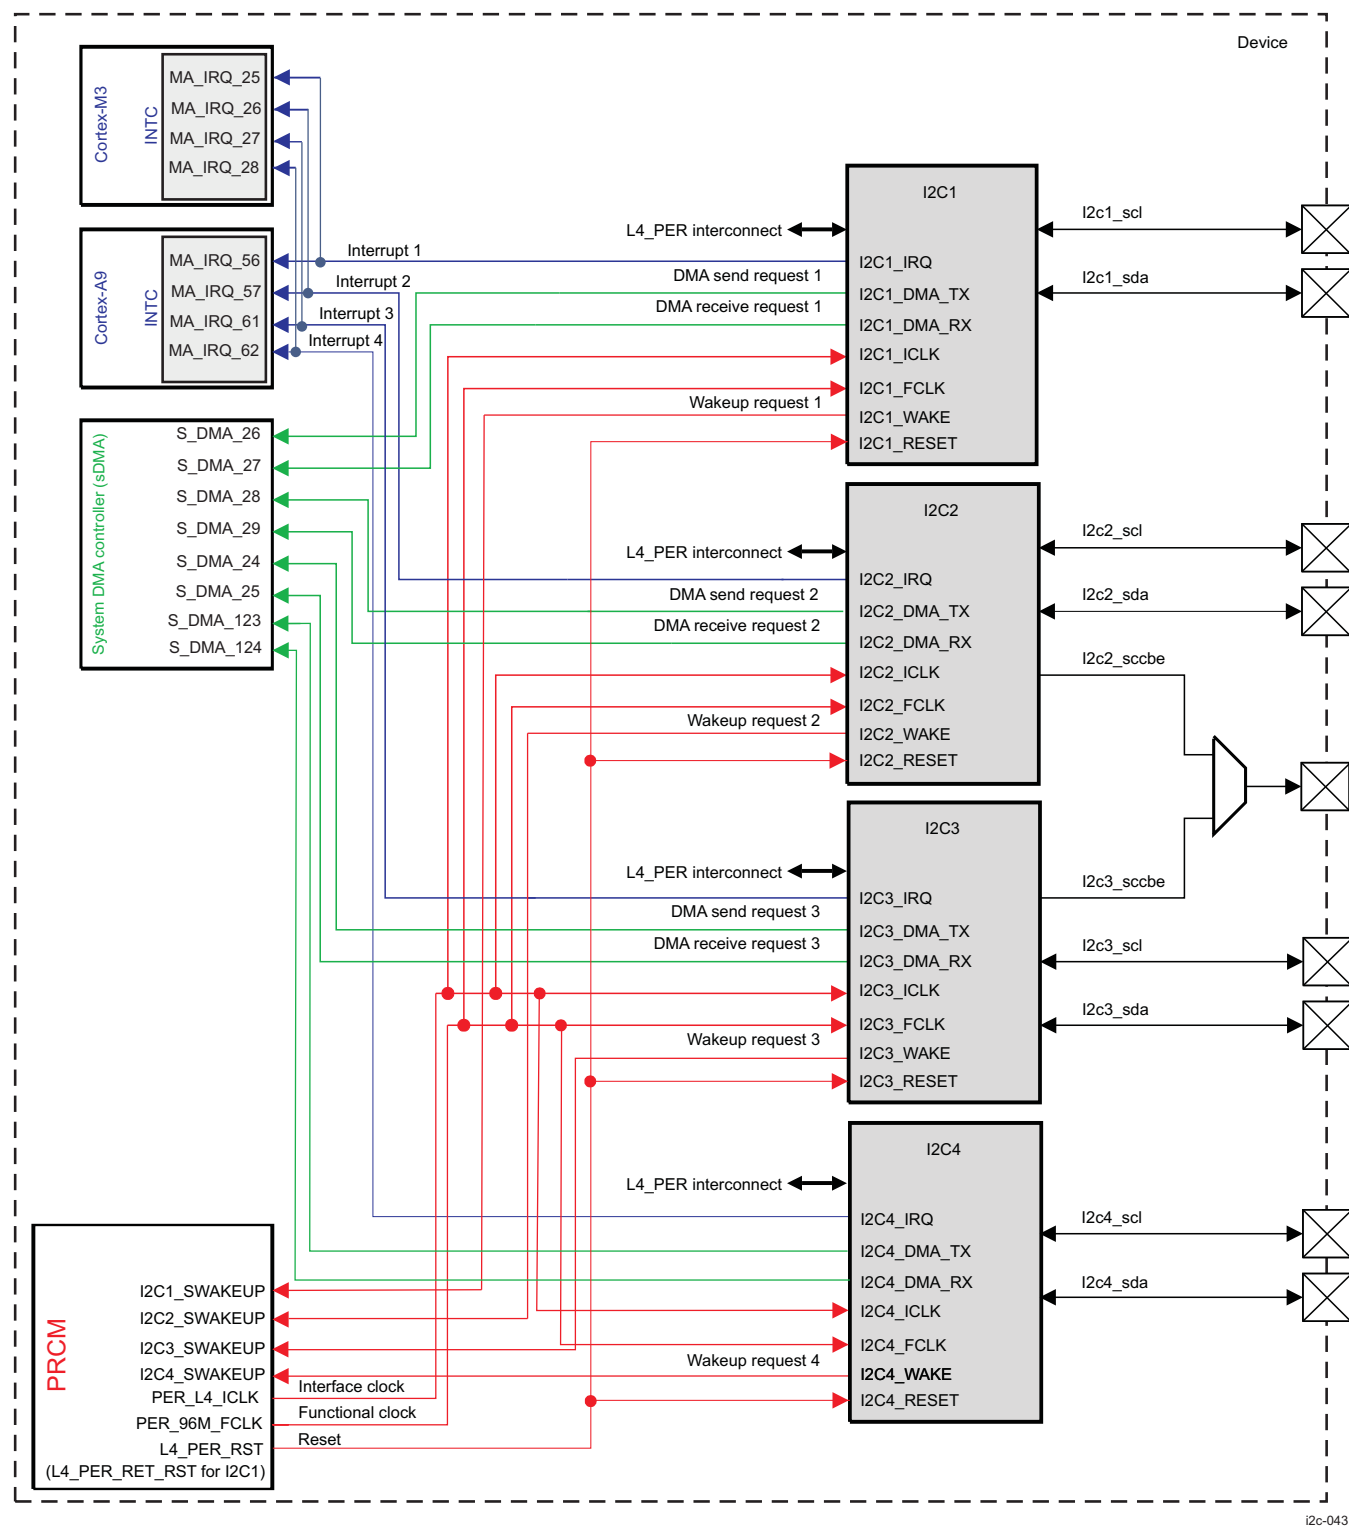 Device
Cortex-M3
INTC
MA_IRQ_25
MA_IRQ_26
MA_IRQ_27
MA_IRQ_28
Cortex-A9
INTC
MA_IRQ_56
MA_IRQ_57
MA_IRQ_61
MA_IRQ_62
Interrupt 1
Interrupt 2
Interrupt 3
Interrupt 4
System DMA controller (sDMA)
S_DMA_26
S_DMA_27
S_DMA_28
S_DMA_29
S_DMA_24
S_DMA_25
S_DMA_123
S_DMA_124
I2C1
L4_PER interconnect
I2C1_IRQ
DMA send request 1
I2C1_DMA_TX
DMA receive request 1
I2C1_DMA_RX
I2C1_ICLK
I2C1_FCLK
Wakeup request 1
I2C1_WAKE
I2C1_RESET
I2c1_scl
I2c1_sda
I2C2
L4_PER interconnect
I2C2_IRQ
DMA send request 2
I2C2_DMA_TX
DMA receive request 2
I2C2_DMA_RX
I2C2_ICLK
I2C2_FCLK
Wakeup request 2
I2C2_WAKE
I2C2_RESET
I2c2_scl
I2c2_sda
I2c2_sccbe
I2C3
L4_PER interconnect
I2C3_IRQ
DMA send request 3
I2C3_DMA_TX
DMA receive request 3
I2C3_DMA_RX
I2C3_ICLK
I2C3_FCLK
Wakeup request 3
I2C3_WAKE
I2C3_RESET
I2c3_sccbe
I2c3_scl
I2c3_sda
I2C4
L4_PER interconnect
I2C4_IRQ
I2C4_DMA_TX
I2C4_DMA_RX
I2C4_ICLK
I2C4_FCLK
Wakeup request 4
I2C4_WAKE
I2C4_RESET
I2c4_scl
I2c4_sda
PRCM
I2C1_SWAKEUP
I2C2_SWAKEUP
I2C3_SWAKEUP
I2C4_SWAKEUP
PER_L4_ICLK
PER_96M_FCLK
L4_PER_RST
(L4_PER_RET_RST for I2C1)
Interface clock
Functional clock
Reset
i2c-043